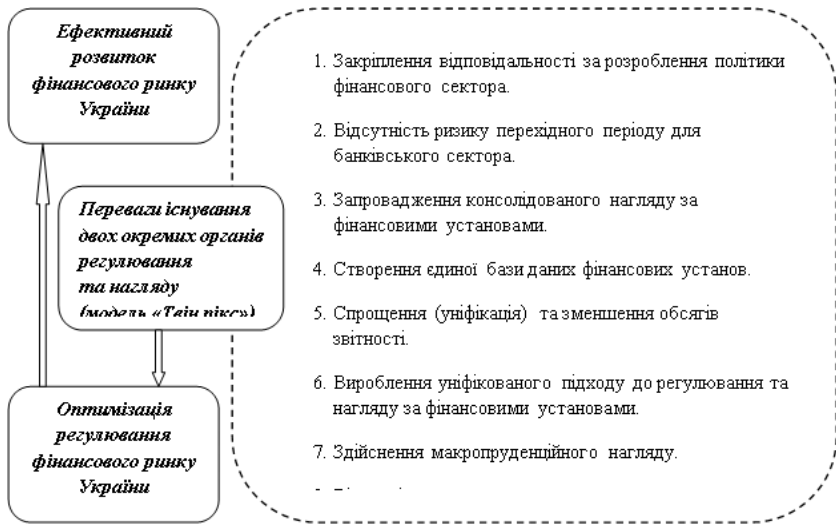 Ефективний
розвиток
фінансового ринку
України
Переваги існування
двох окремих органів
регулювання
та нагляду
(модель «Твін пікс»)
Оптимізація
регулювання
фінансового ринку
України
1. Закріплення відповідальності за розроблення політики
фінансового сектора.
2. Відсутність ризику перехідного періоду для
банківського сектора.
3. Запровадження консолідованого нагляду за
фінансовими установами.
4. Створення єдиної бази даних фінансових установ.
5. Спрощення (уніфікація) та зменшення обсягів
звітності.
6. Вироблення уніфікованого підходу до регулювання та
нагляду за фінансовими установами.
7. Здійснення макропруденційного нагляду.